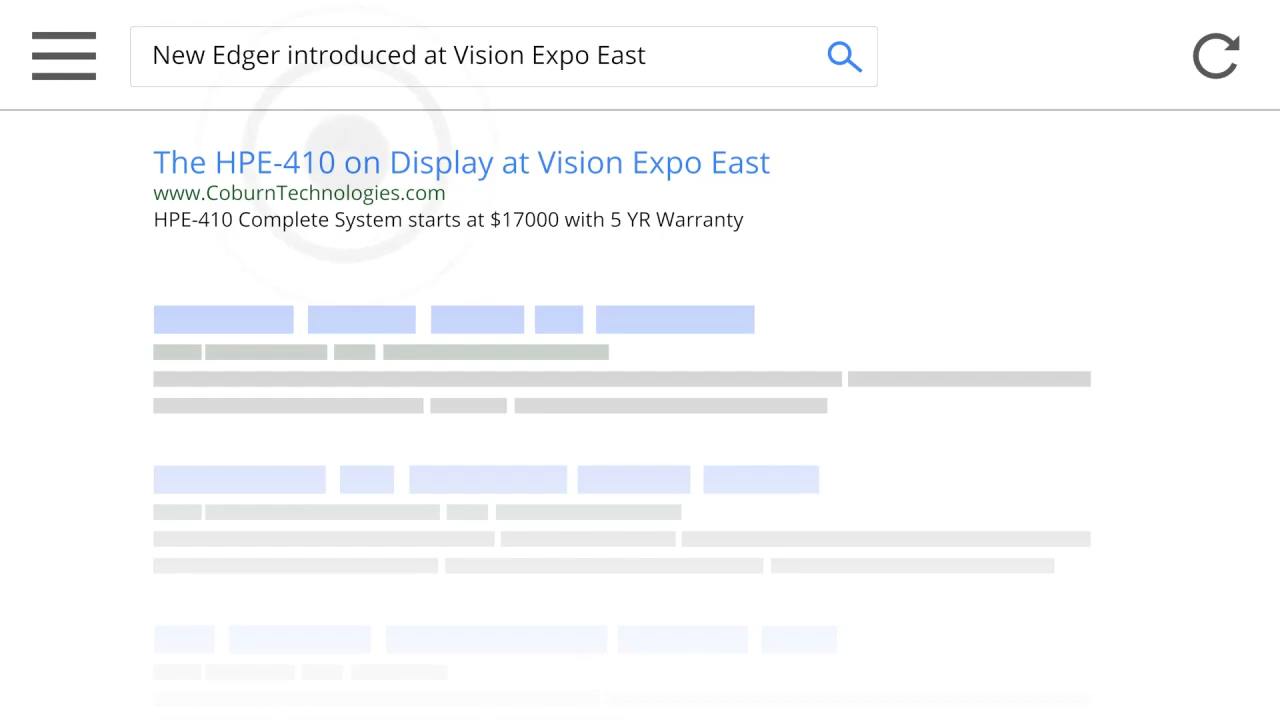 New Edger introduced at Vision Expo East
The HPE-410 on Display at Vision Expo East
www.CoburnTechnologies.com
HPE-410 Complete System starts at $17000 with 5 YR Warranty